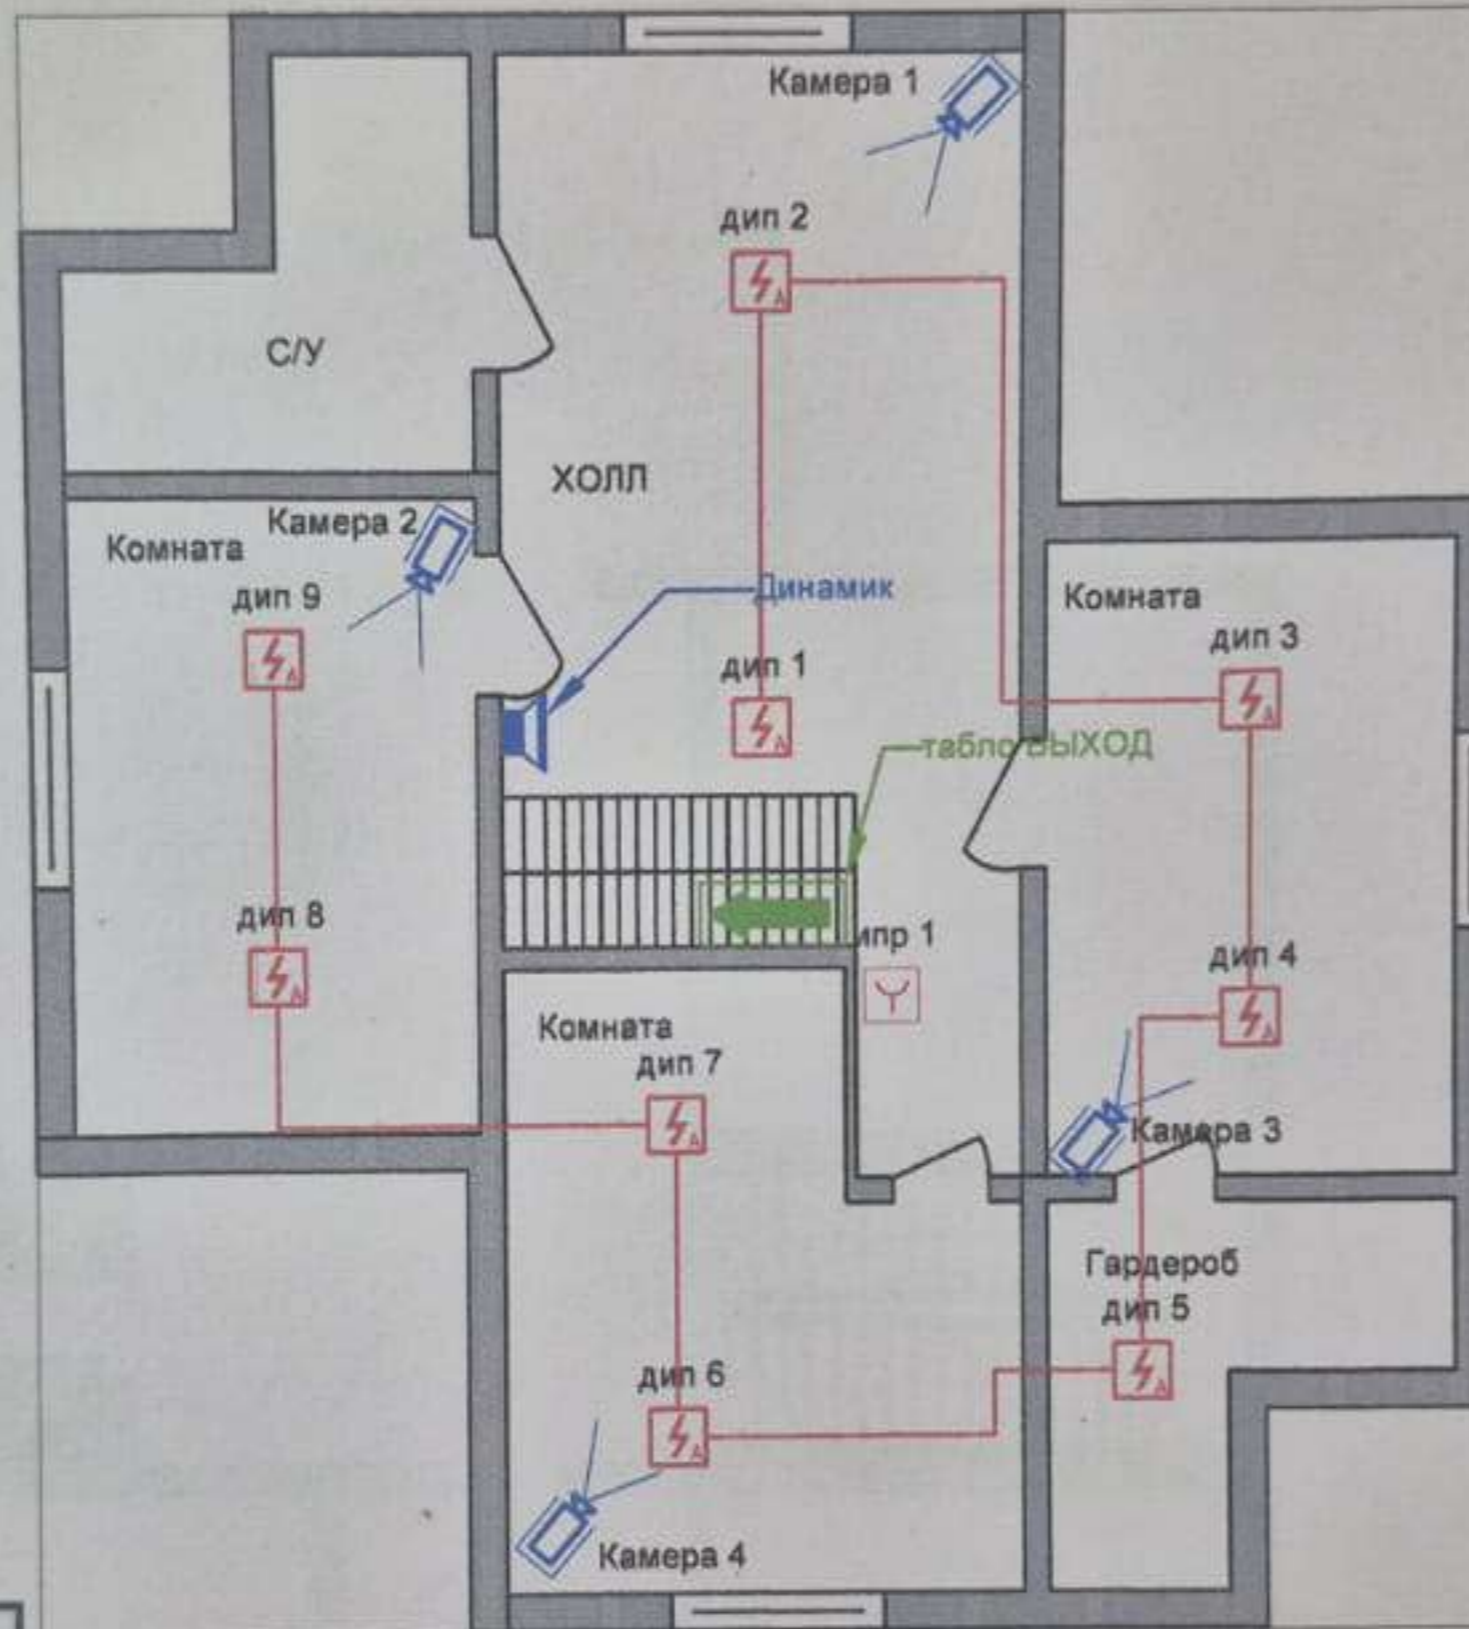 Камера 1
дип 2
С/У
ХОЛЛ
Камера 2
Комната
дип 9
Динамик
Комната
дип 3
дип 1
табло ВЫХОД
дип 8
ипр 1
дип 4
Комната
дип 7
Камера 3
Гардероб
дип 5
дип 6
Камера 4